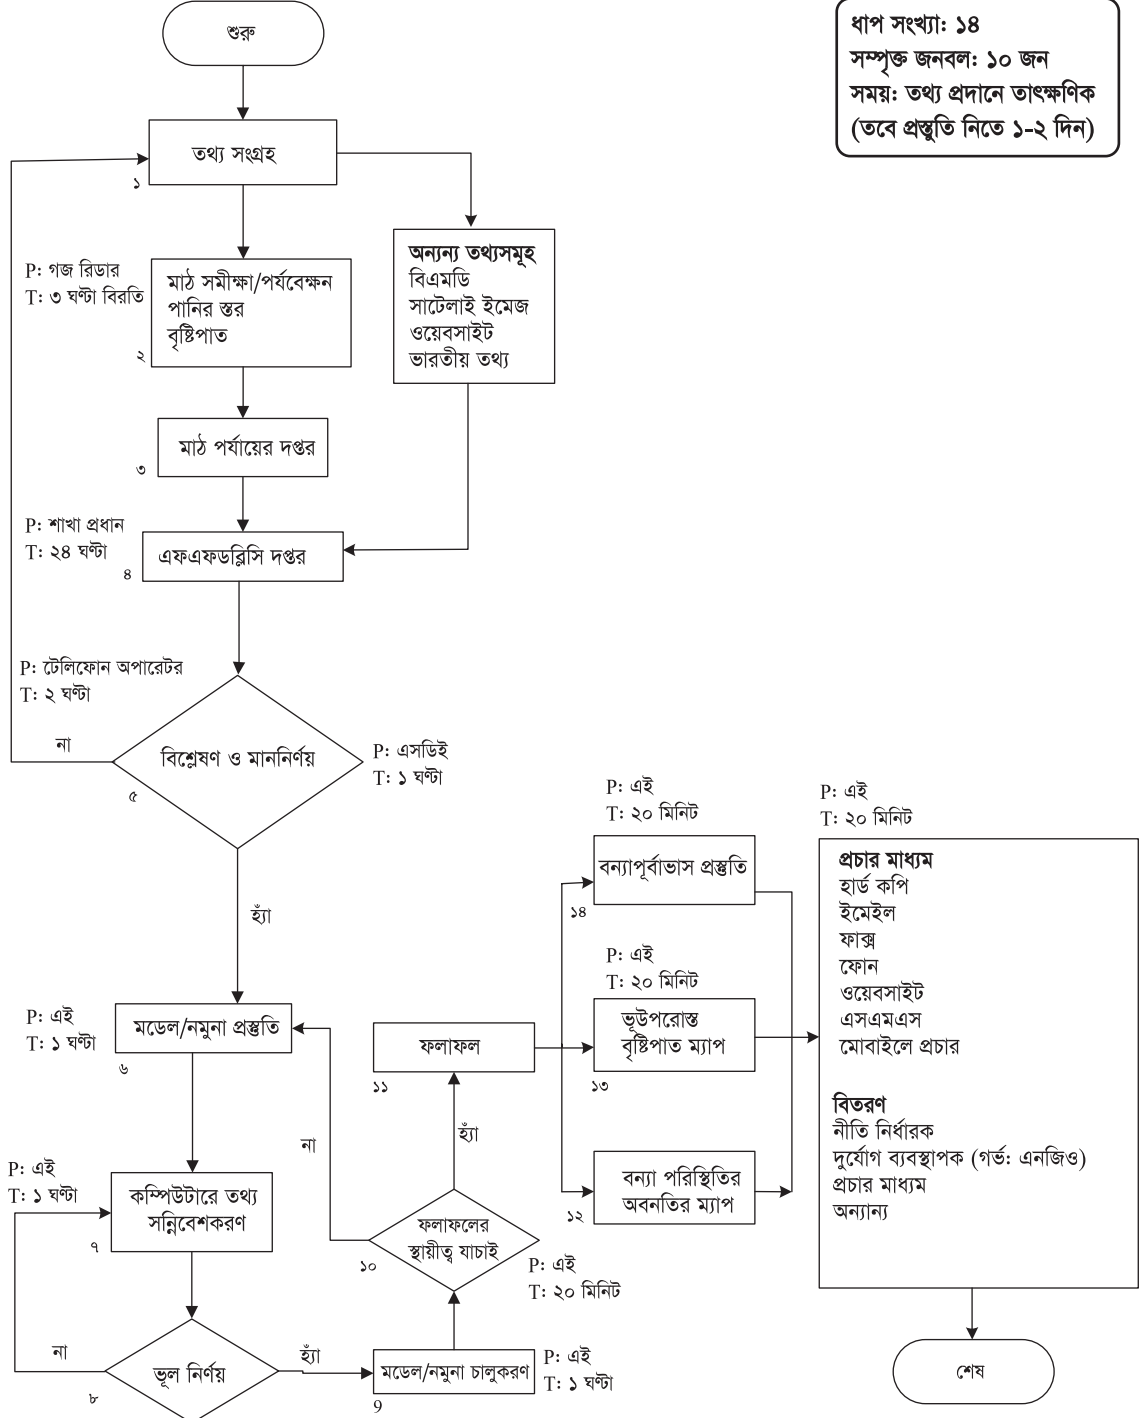 শুরু
ধাপ সংখ্যা: ১৪
সম্পৃক্ত জনবল: ১০ জন
সময়: তথ্য প্রদানে তাৎক্ষণিক
(তবে প্রস্তুতি নিতে ১-২ দিন)
তথ্য সংগ্রহ
১
P: গজ রিডার
T: ৩ ঘণ্টা বিরতি
মাঠ সমীক্ষা/পর্যবেক্ষন
পানির স্তর
বৃষ্টিপাত
২
অন্যন্য তথ্যসমূহ
বিএমডি
সাটেলাই ইমেজ
ওয়েবসাইট
ভারতীয় তথ্য
মাঠ পর্যায়ের দপ্তর
৩
P: শাখা প্রধান
T: ২৪ ঘণ্টা
এফএফডব্লিসি দপ্তর
৪
P: টেলিফোন অপারেটর
T: ২ ঘণ্টা
না
বিশ্লেষণ ও মাননির্ণয়
৫
P: এসডিই
T: ১ ঘণ্টা
হ্যাঁ
P: এই
T: ১ ঘণ্টা
মডেল/নমুনা প্রস্তুতি
৬
P: এই
T: ১ ঘণ্টা
কম্পিউটারে তথ্য
সন্নিবেশকরণ
৭
না
ভূল নির্ণয়
৮
হ্যাঁ
মডেল/নমুনা চালুকরণ
9
P: এই
T: ১ ঘণ্টা
ফলাফলের
স্থায়ীত্ব যাচাই
১০
P: এই
T: ২০ মিনিট
না
হ্যাঁ
ফলাফল
১১
P: এই
T: ২০ মিনিট
বন্যাপূর্বাভাস প্রস্তুতি
১৪
P: এই
T: ২০ মিনিট
ভূউপরোস্ত
বৃষ্টিপাত ম্যাপ
১৩
বন্যা পরিস্থিতির
অবনতির ম্যাপ
১২
P: এই
T: ২০ মিনিট
প্রচার মাধ্যম
হার্ড কপি
ইমেইল
ফাক্স
ফোন
ওয়েবসাইট
এসএমএস
মোবাইলে প্রচার
বিতরণ
নীতি নির্ধারক
দুর্যোগ ব্যবস্থাপক (গর্ভ: এনজিও)
প্রচার মাধ্যম
অন্যান্য
শেষ